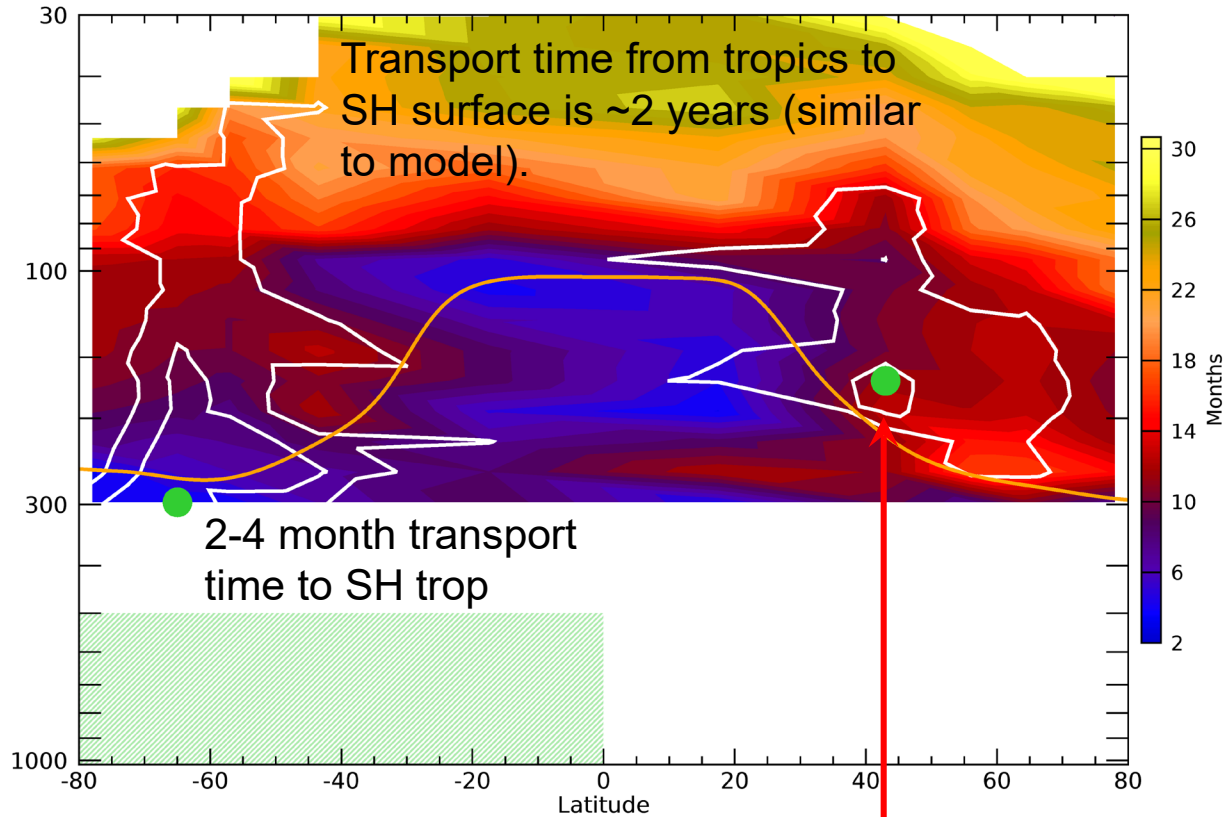 30
Transport time from tropics to
SH surface is ~2 years (similar
to model).
100
300
2-4 month transport
time to SH trop
1000
-80 -60 -40 -20 0 20 40 60 80
Latitude
30
26
22
18
14
10
6
2
Months